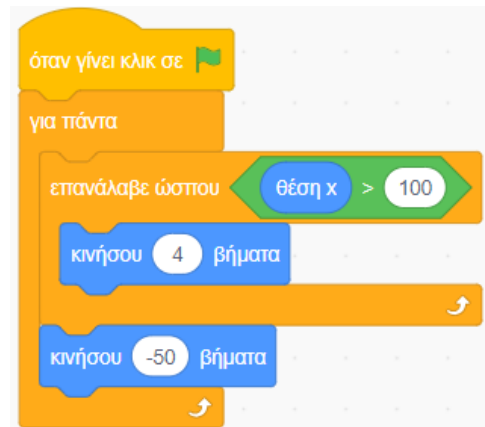 όταν γίνει κλικ σε
για πάντα
επανάλαβε ώσπου θέση x > 100
κινήσου 4 βήματα
κινήσου -50 βήματα